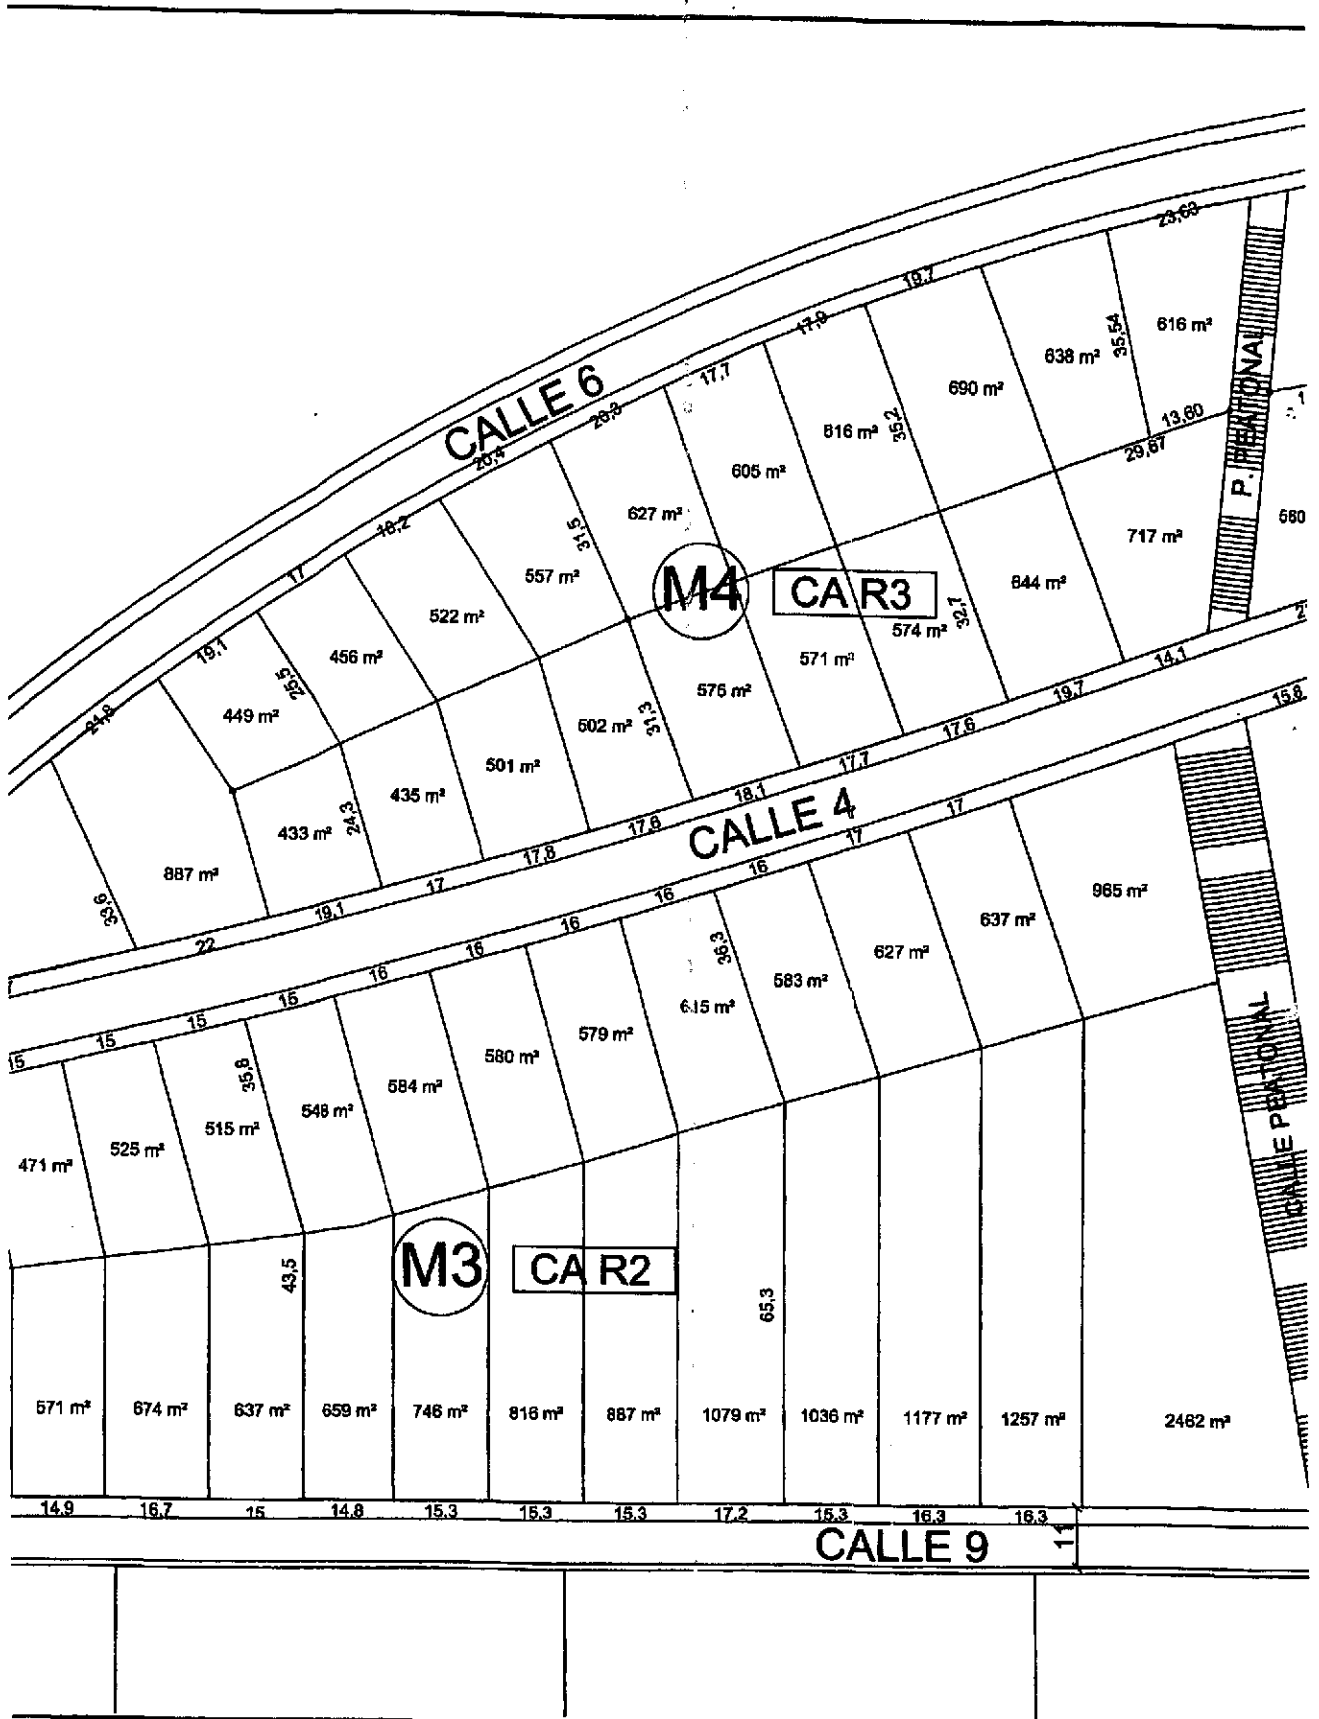 23,63
19,7
616 m²
35,54
17,9
638 m²
P. PEATONAL
CALLE 6
17,7
690 m²
20,3
816 m²
35,2
13,60
20,4
605 m²
29,67
18,2
31,5
627 m²
717 m²
560
17
557 m²
M4
CA R3
844 m²
19,1
25,5
522 m²
574 m²
32,7
456 m²
571 m²
14,1
21,8
449 m²
576 m²
19,7
502 m²
31,3
17,6
15,8
501 m²
17,7
435 m²
18,1
24,3
433 m²
17,6
CALLE 4
17
887 m²
17,8
17
33,6
17
16
965 m²
19,1
16
22
16
36,3
637 m²
16
627 m²
16
583 m²
15
615 m²
15
579 m²
CALLE PEATONAL
15
15
35,8
580 m²
584 m²
548 m²
515 m²
525 m²
471 m²
M3
CA R2
43,5
65,3
571 m²
674 m²
637 m²
659 m²
746 m²
816 m²
887 m²
1079 m²
1036 m²
1177 m²
1257 m²
2462 m²
14,9
16,7
15
14,8
15,3
15,3
15,3
17,2
15,3
16,3
16,3
CALLE 9
11